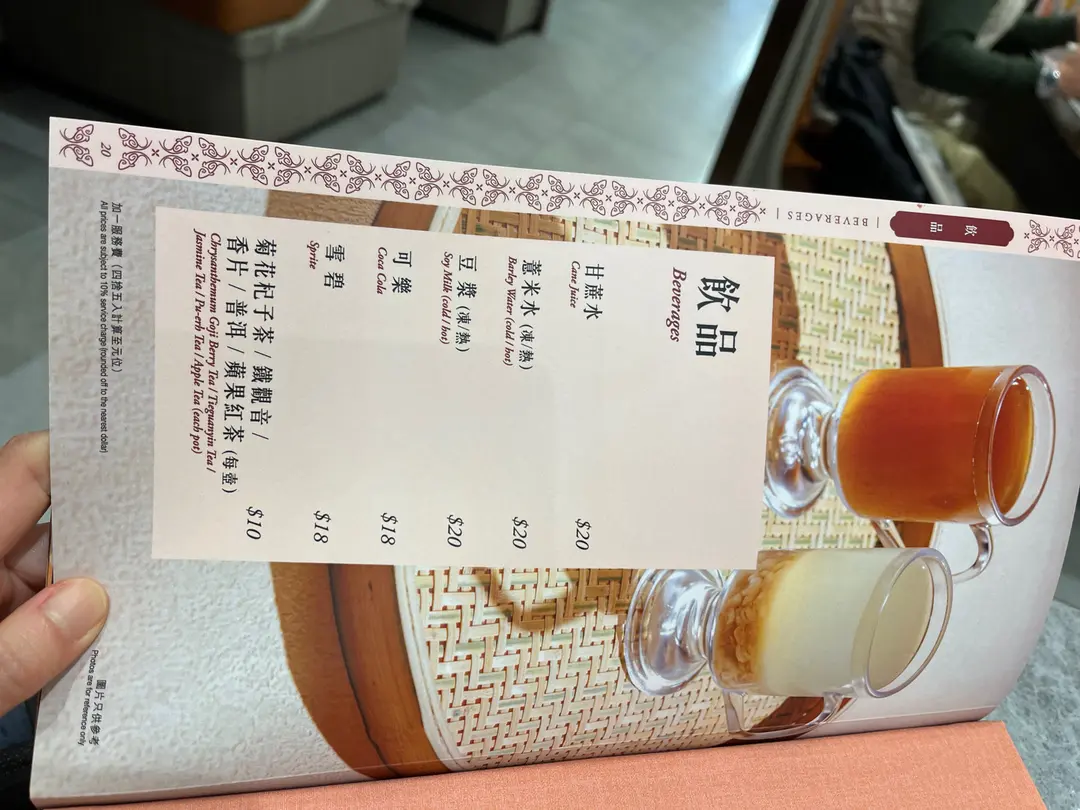 飲品
BEVERAGES
飲品
Beverages
甘蔗水 $20
Cane Juice
薏米水 (凍/熱) $20
Barley Water (cold / hot)
豆漿 (凍/熱) $20
Soy Milk (cold / hot)
可樂 $18
Coca Cola
雪碧 $18
Sprite
菊花杞子茶 / 鐵觀音 /
香片 / 普洱 / 蘋果紅茶 (每壺) $10
Chrysanthemum Goji Berry Tea / Tieguanyin Tea /
Jasmine Tea / Pu-erh Tea / Apple Tea (each pot)
加一服務費 (四捨五入計算至元位)
All prices are subject to 10% service charge (rounded off to the nearest dollar)
圖片只供參考
Photos are for reference only
20